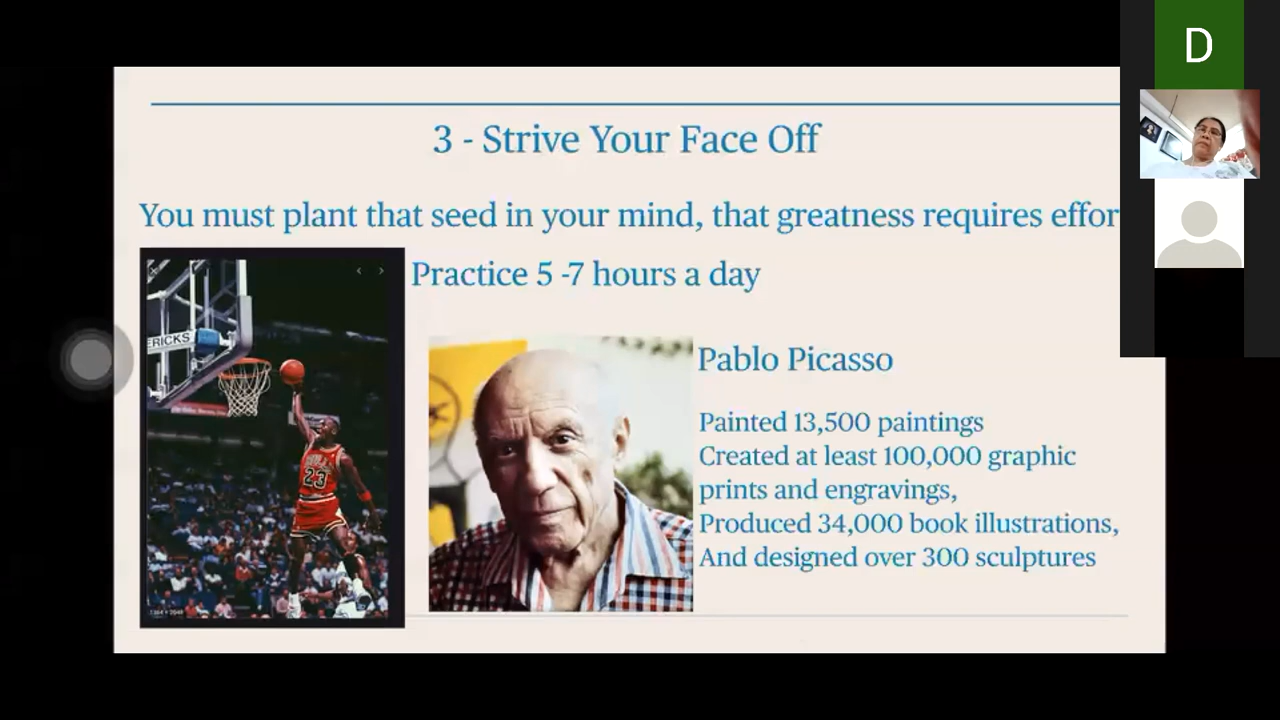 D
3 - Strive Your Face Off
You must plant that seed in your mind, that greatness requires effor
Practice 5 -7 hours a day
ERICKS
23
Pablo Picasso
Painted 13,500 paintings
Created at least 100,000 graphic
prints and engravings,
Produced 34,000 book illustrations,
And designed over 300 sculptures